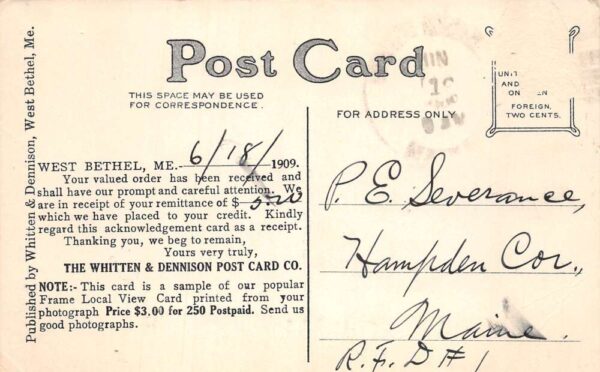 Post Card
THIS SPACE MAY BE USED
FOR CORRESPONDENCE.
FOR ADDRESS ONLY
AND
ON
FOREIGN,
TWO CENTS.
Published by Whitten & Dennison, West Bethel, Me.
WEST BETHEL, ME. 6/18/ 1909.
Your valued order has been received and
shall have our prompt and careful attention. We
are in receipt of your remittance of $ 5.20
which we have placed to your credit. Kindly
regard this acknowledgement card as a receipt.
Thanking you, we beg to remain,
Yours very truly,
THE WHITTEN & DENNISON POST CARD CO.
NOTE:- This card is a sample of our popular
Frame Local View Card printed from your
photograph Price $3.00 for 250 Postpaid. Send us
good photographs.
P. E. Severance,
Hampden Cor.,
Maine.
R.F.D # 1